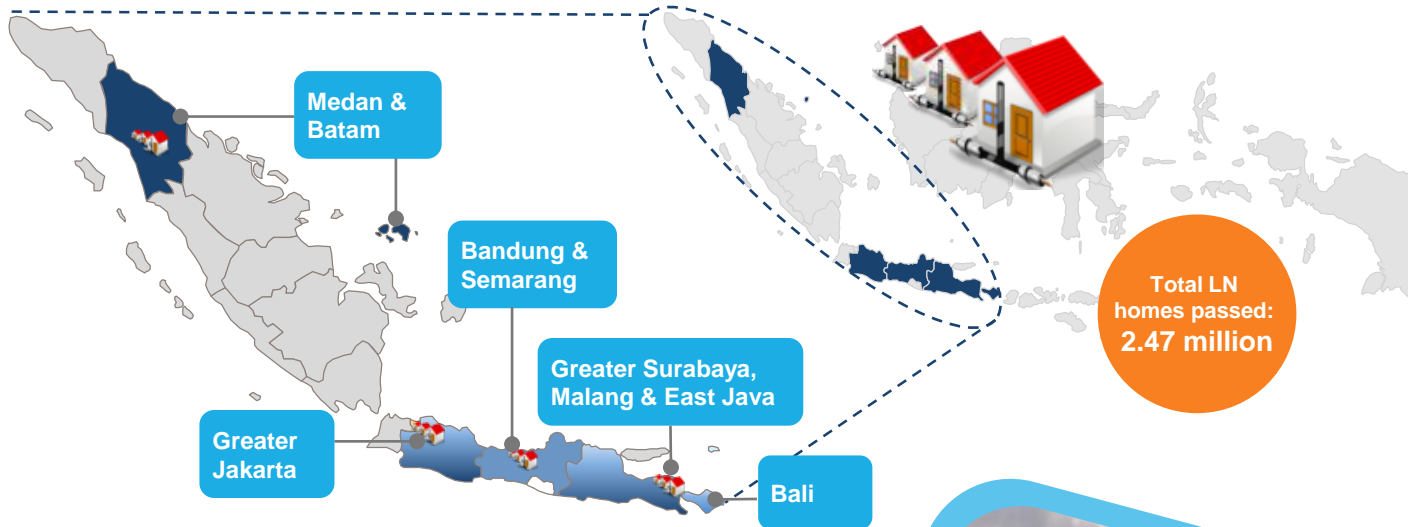 Medan &
Batam
Bandung &
Semarang
Total LN
homes passed:
2.47 million
Greater Surabaya,
Malang & East Java
Greater
Jakarta
Bali